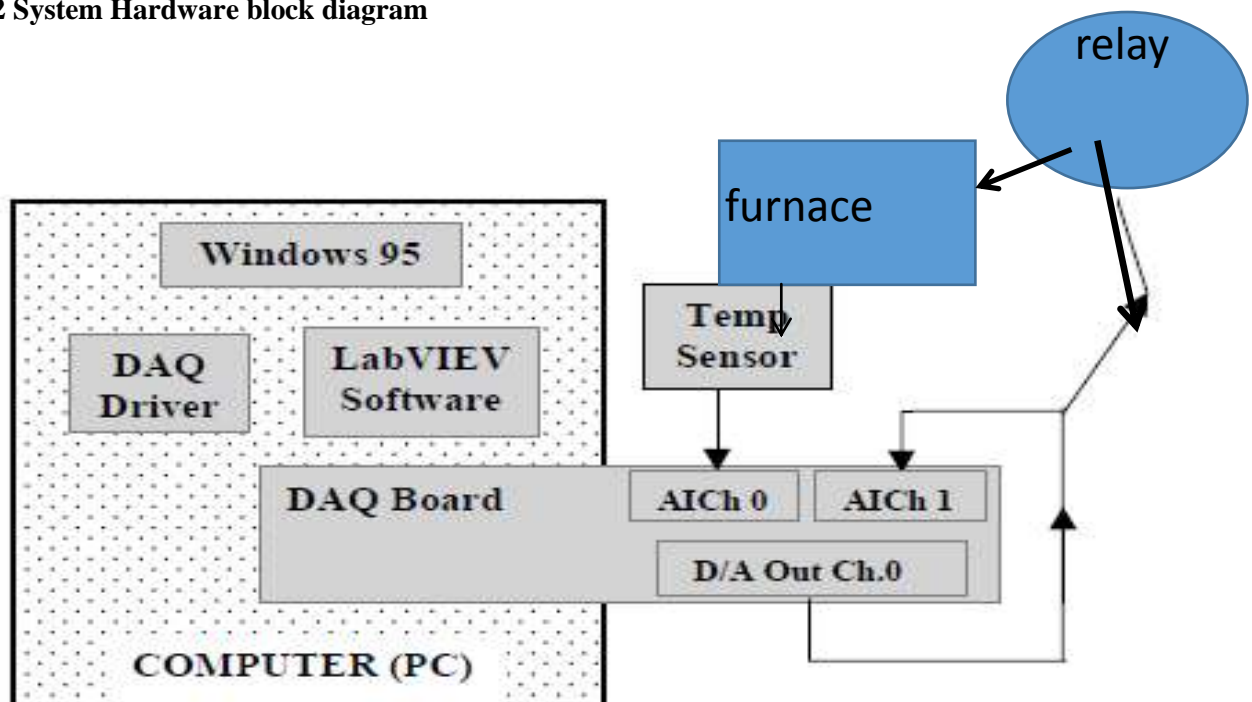 2 System Hardware block diagram
relay
furnace
Windows 95
Temp
Sensor
DAQ
Driver
LabVIEV
Software
DAQ Board
AICh 0
AICh 1
D/A Out Ch.0
COMPUTER (PC)